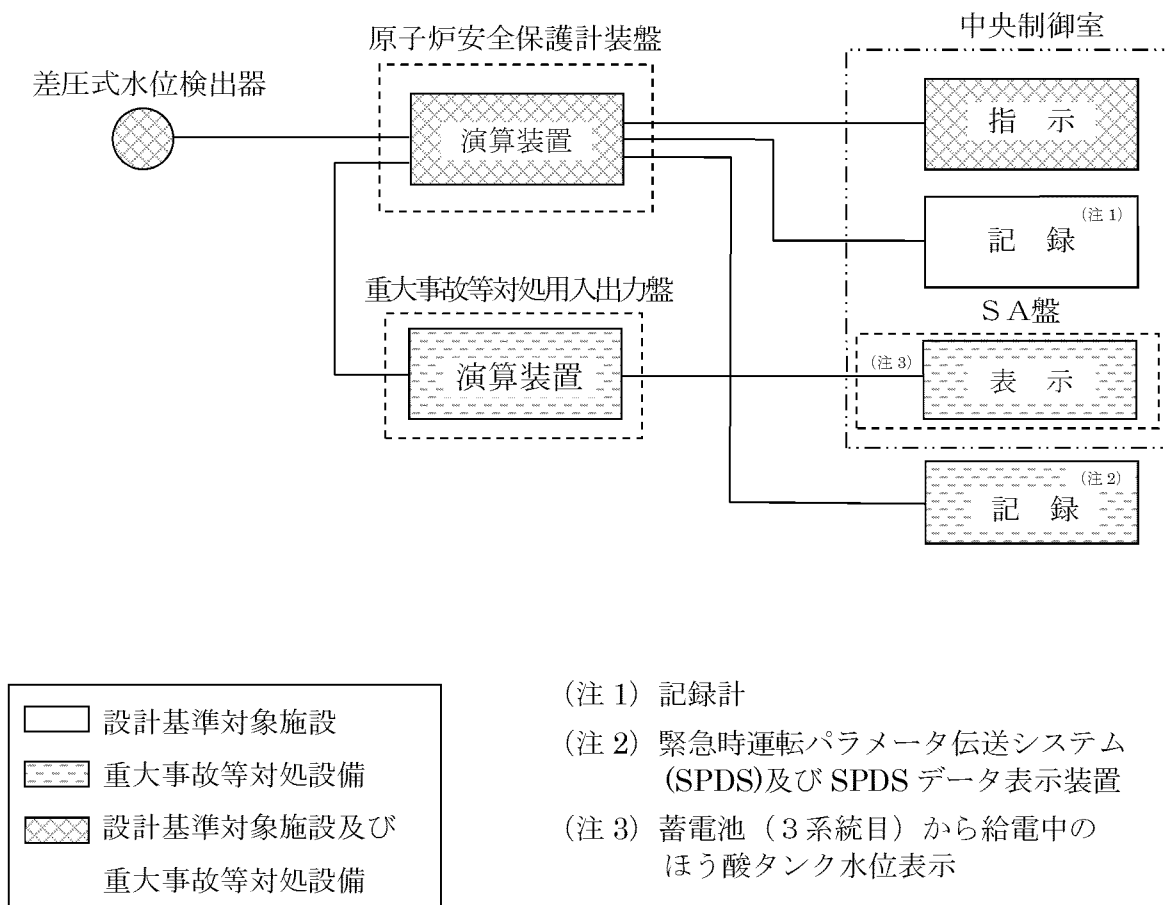 中央制御室
原子炉安全保護計装盤
差圧式水位検出器
演算装置
指 示
記 録 (注 1)
重大事故等対処用入出力盤
SA盤
演算装置
(注 3)
表 示
記 録 (注 2)
設計基準対象施設
重大事故等対処設備
設計基準対象施設及び
重大事故等対処設備
(注 1) 記録計
(注 2) 緊急時運転パラメータ伝送システム
(SPDS)及び SPDS データ表示装置
(注 3) 蓄電池(3系統目)から給電中の
ほう酸タンク水位表示